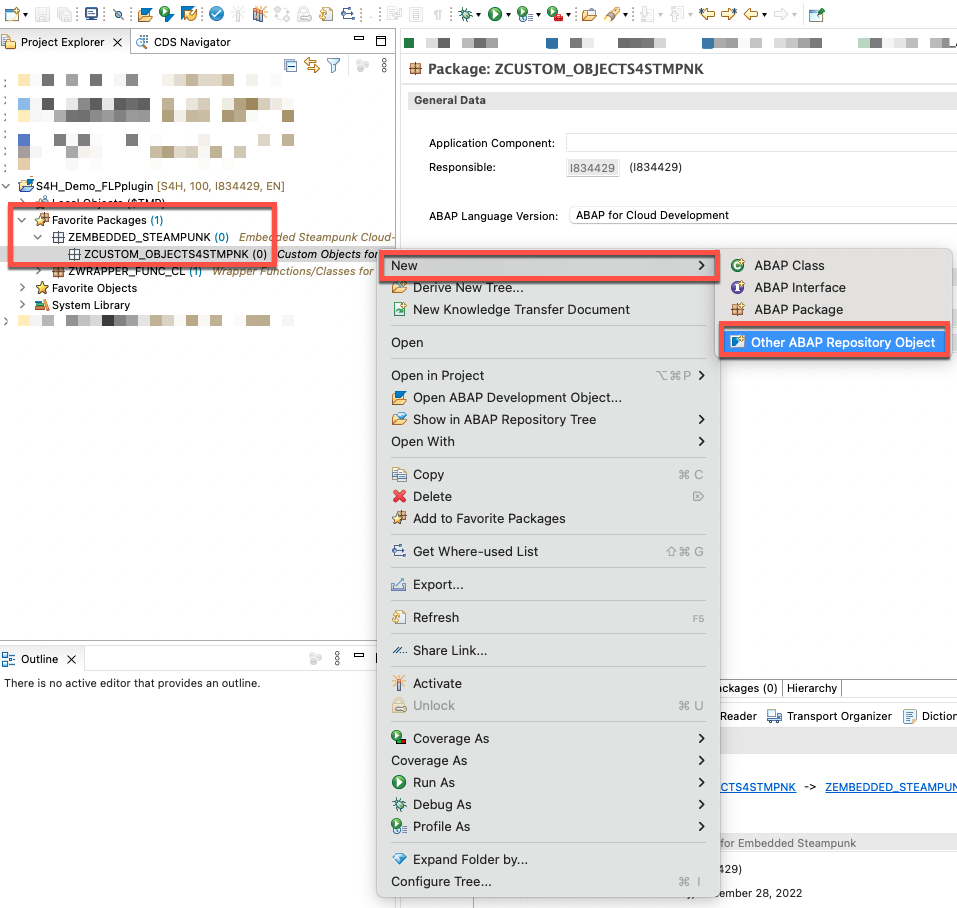 Project Explorer
CDS Navigator
Package: ZCUSTOM_OBJECTS4STMPNK
General Data
Application Component:
Responsible: I834429 (I834429)
ABAP Language Version: ABAP for Cloud Development
S4H_Demo_FLPplugin [S4H, 100, I834429, EN]
Local Objects ($TMP)
Favorite Packages (1)
ZEMBEDDED_STEAMPUNK (0) Embedded Steampunk Cloud-
ZCUSTOM_OBJECTS4STMPNK (0) Custom Objects for
ZWRAPPER_FUNC_CL (1) Wrapper Functions/Classes for
Favorite Objects
System Library
New
Derive New Tree...
New Knowledge Transfer Document
Open
Open in Project ⌥⌘P
Open ABAP Development Object...
Show in ABAP Repository Tree
Open With
Copy ⌘ C
Delete ⌦
Add to Favorite Packages
Get Where-used List ⇧⌘ G
Export...
Refresh F5
Share Link...
Activate
Unlock ⌘ U
Coverage As
Coverage As
Run As
Debug As
Profile As
Expand Folder by...
Configure Tree... ⌘ I
ABAP Class
ABAP Interface
ABAP Package
Other ABAP Repository Object
Outline
There is no active editor that provides an outline.
ackages (0) Hierarchy
Reader Transport Organizer Diction
CTS4STMPNK -> ZEMBEDDED_STEAMPUN
for Embedded Steampunk
429)
ember 28, 2022